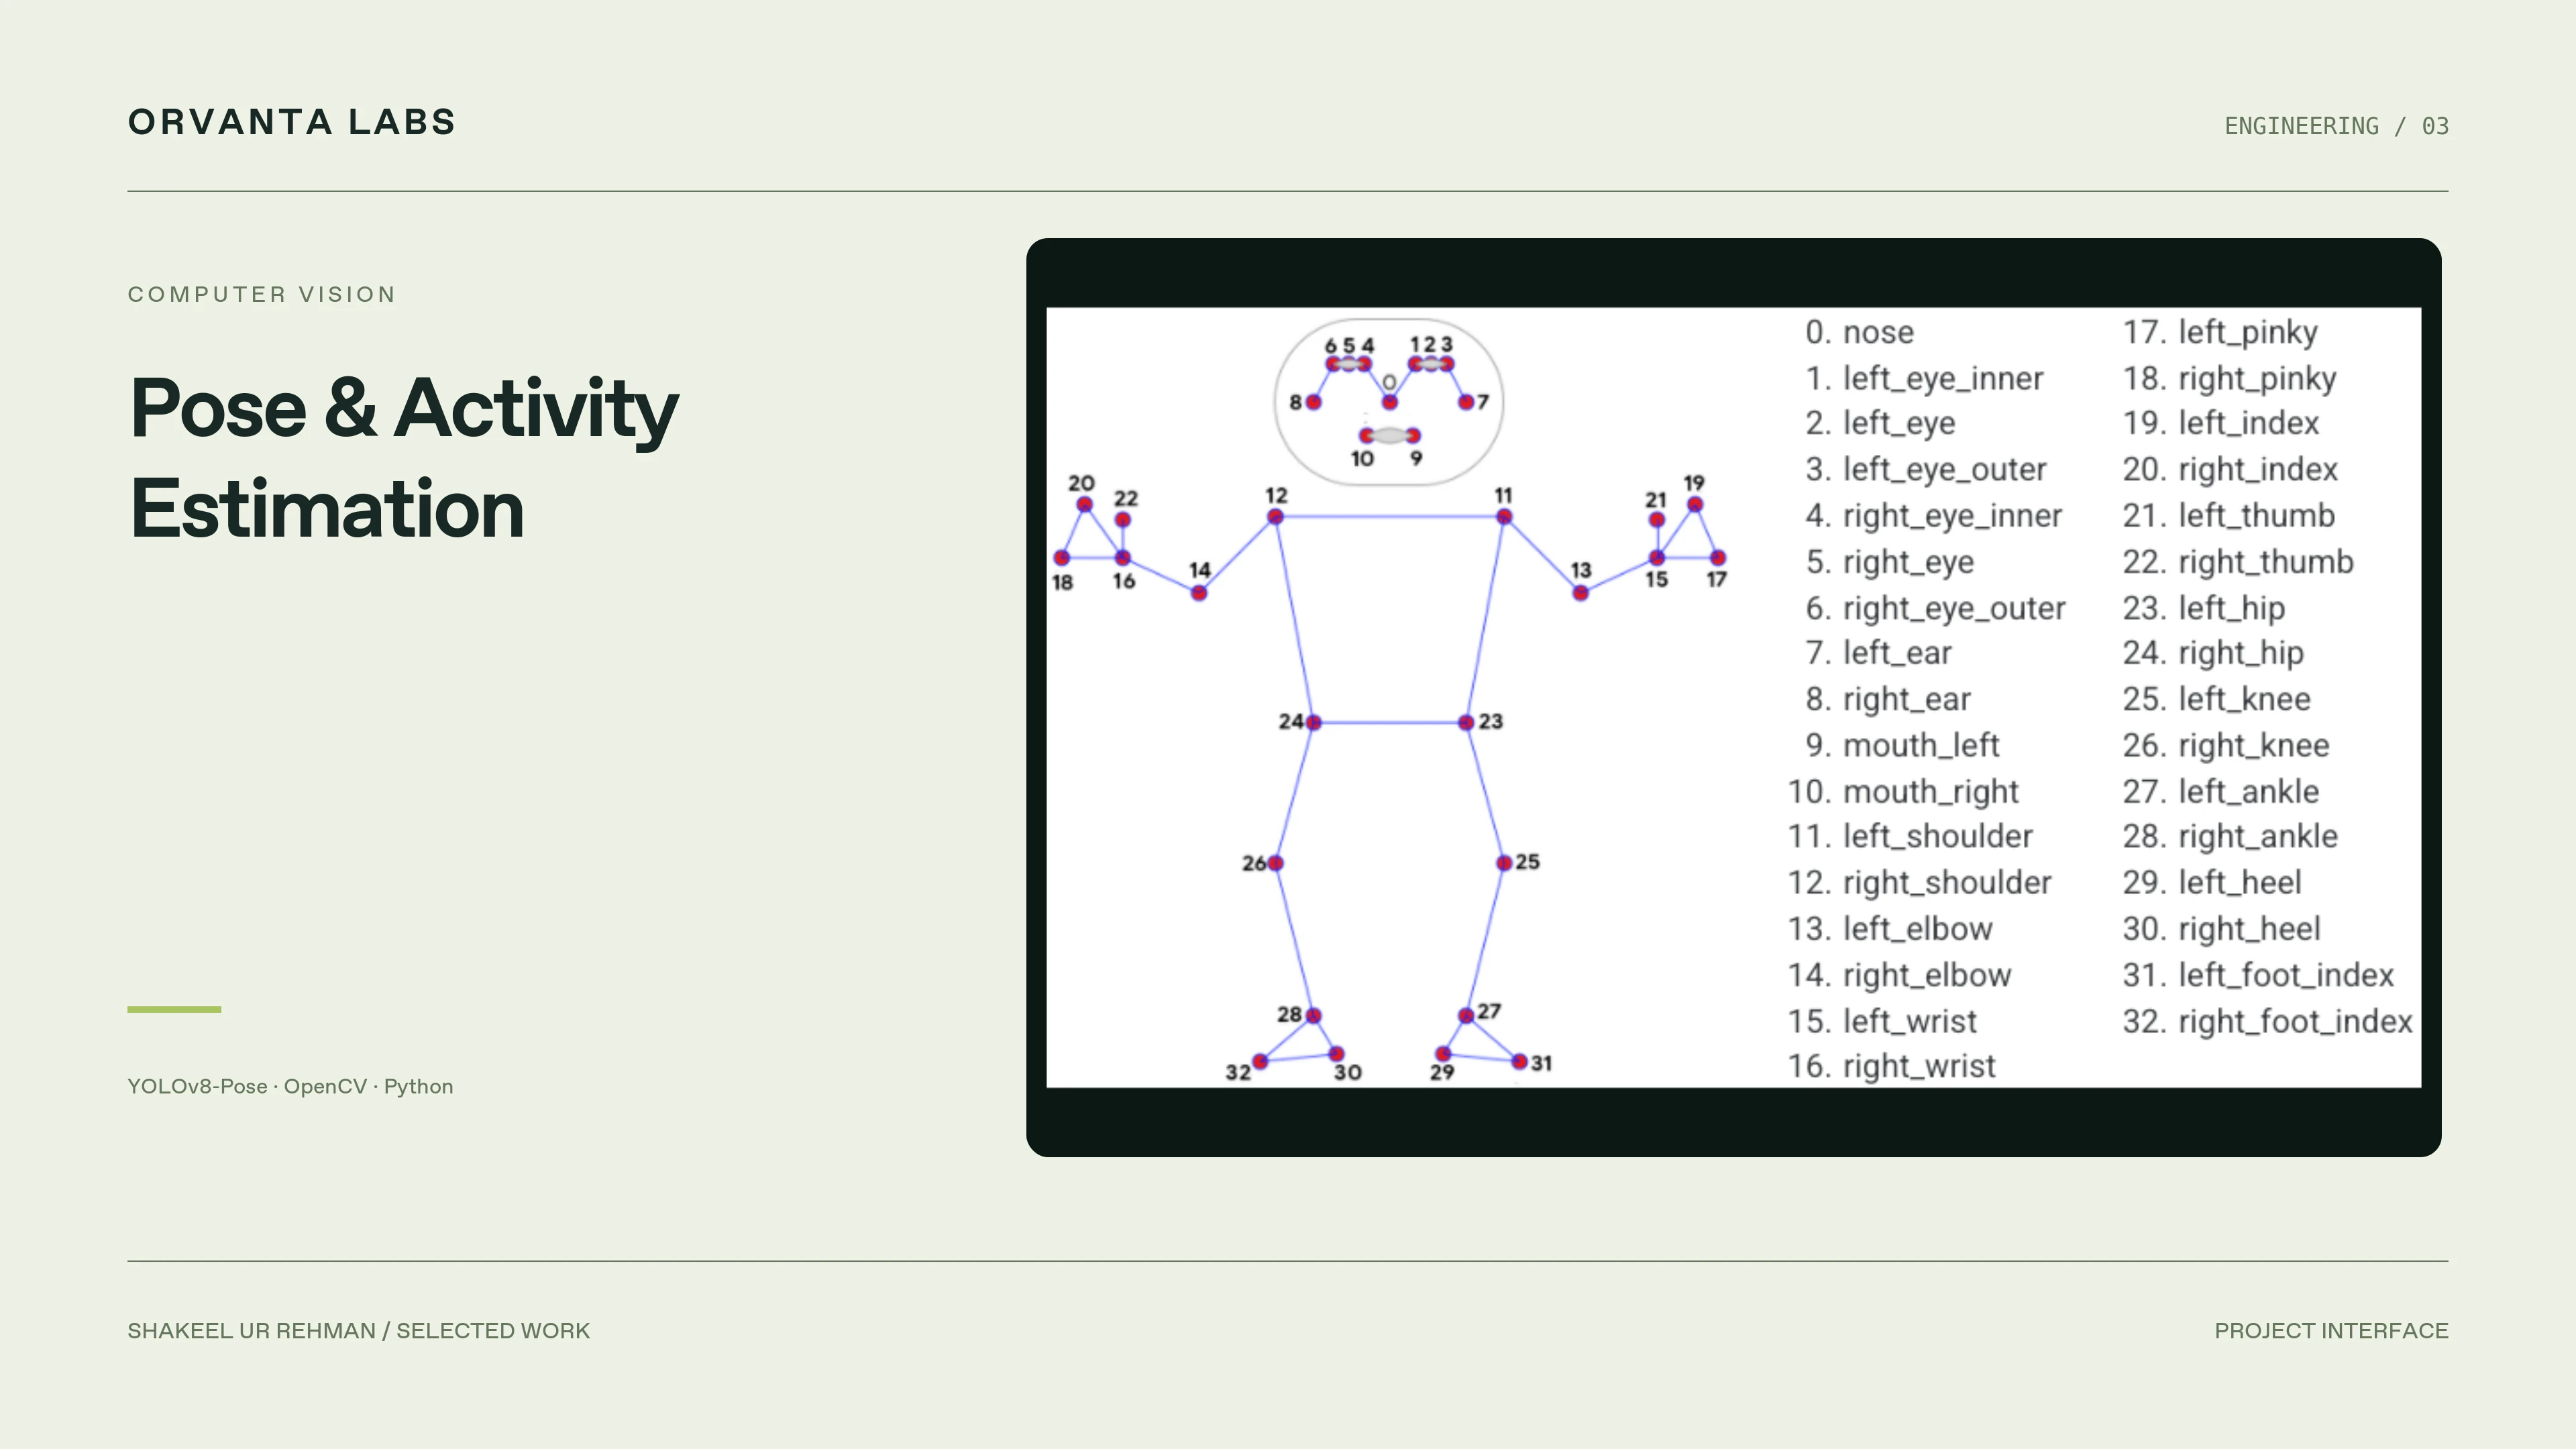 ORVANTA LABS
ENGINEERING / 03
COMPUTER VISION
Pose & Activity
Estimation
YOLOv8-Pose · OpenCV · Python
6 5 4
1 2 3
0
8
7
10
9
20
22
12
11
21
19
18
16
14
13
15
17
24
23
26
25
28
27
32
30
29
31
0. nose
1. left_eye_inner
2. left_eye
3. left_eye_outer
4. right_eye_inner
5. right_eye
6. right_eye_outer
7. left_ear
8. right_ear
9. mouth_left
10. mouth_right
11. left_shoulder
12. right_shoulder
13. left_elbow
14. right_elbow
15. left_wrist
16. right_wrist
17. left_pinky
18. right_pinky
19. left_index
20. right_index
21. left_thumb
22. right_thumb
23. left_hip
24. right_hip
25. left_knee
26. right_knee
27. left_ankle
28. right_ankle
29. left_heel
30. right_heel
31. left_foot_index
32. right_foot_index
SHAKEEL UR REHMAN / SELECTED WORK
PROJECT INTERFACE